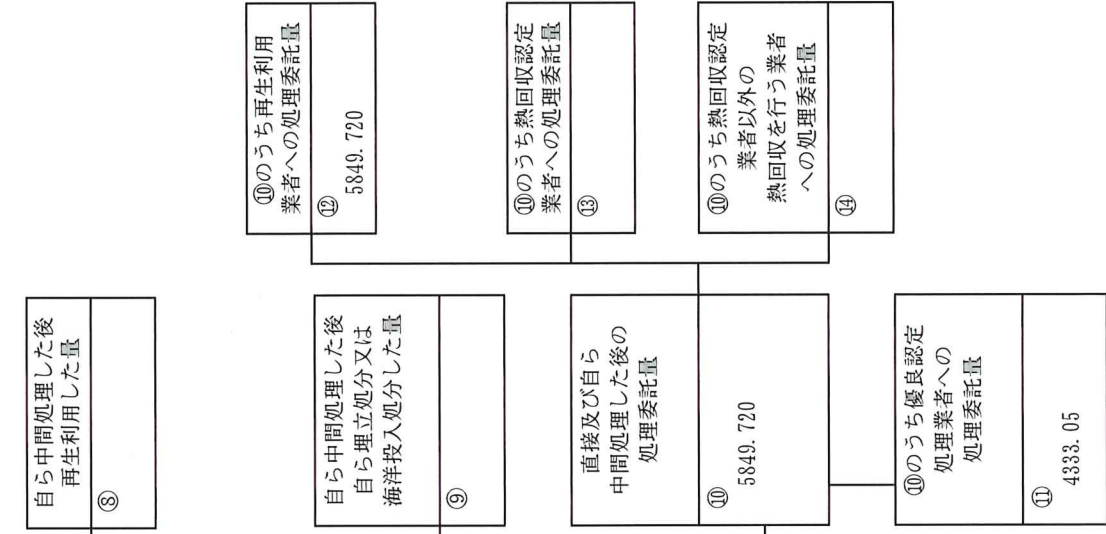 自ら中間処理した後
再生利用した量
⑧
自ら中間処理した後
自ら埋立処分又は
海洋投入処分した量
⑨
直接及び自ら
中間処理した後の
処理委託量
⑩
5849.720
⑩のうち優良認定
処理業者への
処理委託量
⑪
4333.05
⑩のうち再生利用
業者への処理委託量
⑫
5849.720
⑩のうち熱回収認定
業者への処理委託量
⑬
⑩のうち熱回収認定
業者以外の
熱回収を行う業者
への処理委託量
⑭